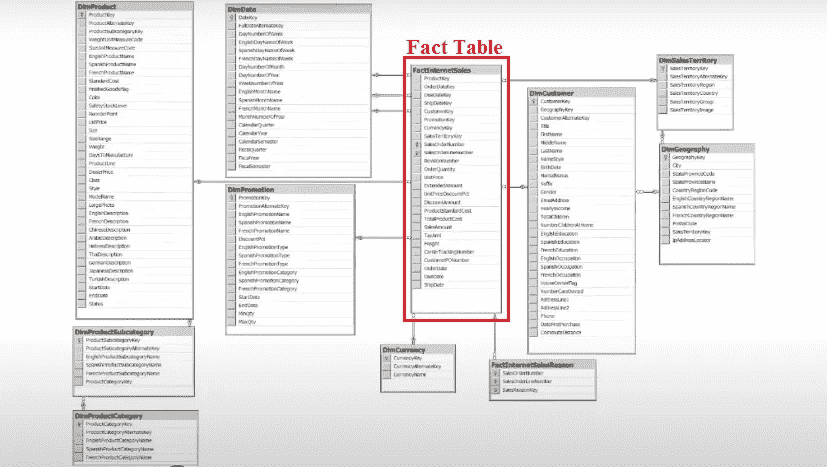 Fact Table
DimProduct
ProductKey
ProductAlternateKey
ProductSubcategoryKey
WeightUnitMeasureCode
SizeUnitMeasureCode
EnglishProductName
SpanishProductName
FrenchProductName
StandardCost
FinishedGoodsFlag
Color
SafetyStockLevel
ReorderPoint
ListPrice
Size
SizeRange
Weight
DaysToManufacture
ProductLine
DealerPrice
Class
Style
ModelName
LargePhoto
EnglishDescription
FrenchDescription
ChineseDescription
ArabicDescription
HebrewDescription
ThaiDescription
GermanDescription
JapaneseDescription
TurkishDescription
StartDate
EndDate
Status
DimProductSubcategory
ProductSubcategoryKey
ProductSubcategoryAlternateKey
EnglishProductSubcategoryName
SpanishProductSubcategoryName
FrenchProductSubcategoryName
ProductCategoryKey
DimProductCategory
ProductCategoryKey
ProductCategoryAlternateKey
EnglishProductCategoryName
SpanishProductCategoryName
FrenchProductCategoryName
DimDate
DateKey
FullDateAlternateKey
DayNumberOfWeek
EnglishDayNameOfWeek
SpanishDayNameOfWeek
FrenchDayNameOfWeek
DayNumberOfMonth
DayNumberOfYear
WeekNumberOfYear
EnglishMonthName
SpanishMonthName
FrenchMonthName
MonthNumberOfYear
CalendarQuarter
CalendarYear
CalendarSemester
FiscalQuarter
FiscalYear
FiscalSemester
DimPromotion
PromotionKey
PromotionAlternateKey
EnglishPromotionName
SpanishPromotionName
FrenchPromotionName
DiscountPct
EnglishPromotionType
SpanishPromotionType
FrenchPromotionType
EnglishPromotionCategory
SpanishPromotionCategory
FrenchPromotionCategory
StartDate
EndDate
MinQty
MaxQty
FactInternetSales
ProductKey
OrderDateKey
DueDateKey
ShipDateKey
CustomerKey
PromotionKey
CurrencyKey
SalesTerritoryKey
SalesOrderNumber
SalesOrderLineNumber
RevisionNumber
OrderQuantity
UnitPrice
ExtendedAmount
UnitPriceDiscountPct
DiscountAmount
ProductStandardCost
TotalProductCost
SalesAmount
TaxAmt
Freight
CarrierTrackingNumber
CustomerPONumber
OrderDate
DueDate
ShipDate
DimCurrency
CurrencyKey
CurrencyAlternateKey
CurrencyName
FactInternetSalesReason
SalesOrderNumber
SalesOrderLineNumber
SalesReasonKey
DimCustomer
CustomerKey
GeographyKey
CustomerAlternateKey
Title
FirstName
MiddleName
LastName
NameStyle
BirthDate
MaritalStatus
Suffix
Gender
EmailAddress
YearlyIncome
TotalChildren
NumberChildrenAtHome
EnglishEducation
SpanishEducation
FrenchEducation
EnglishOccupation
SpanishOccupation
FrenchOccupation
HouseOwnerFlag
NumberCarsOwned
AddressLine1
AddressLine2
Phone
DateFirstPurchase
CommuteDistance
DimSalesTerritory
SalesTerritoryKey
SalesTerritoryAlternateKey
SalesTerritoryRegion
SalesTerritoryCountry
SalesTerritoryGroup
SalesTerritoryImage
DimGeography
GeographyKey
City
StateProvinceCode
StateProvinceName
CountryRegionCode
EnglishCountryRegionName
SpanishCountryRegionName
FrenchCountryRegionName
PostalCode
SalesTerritoryKey
IpAddressLocator